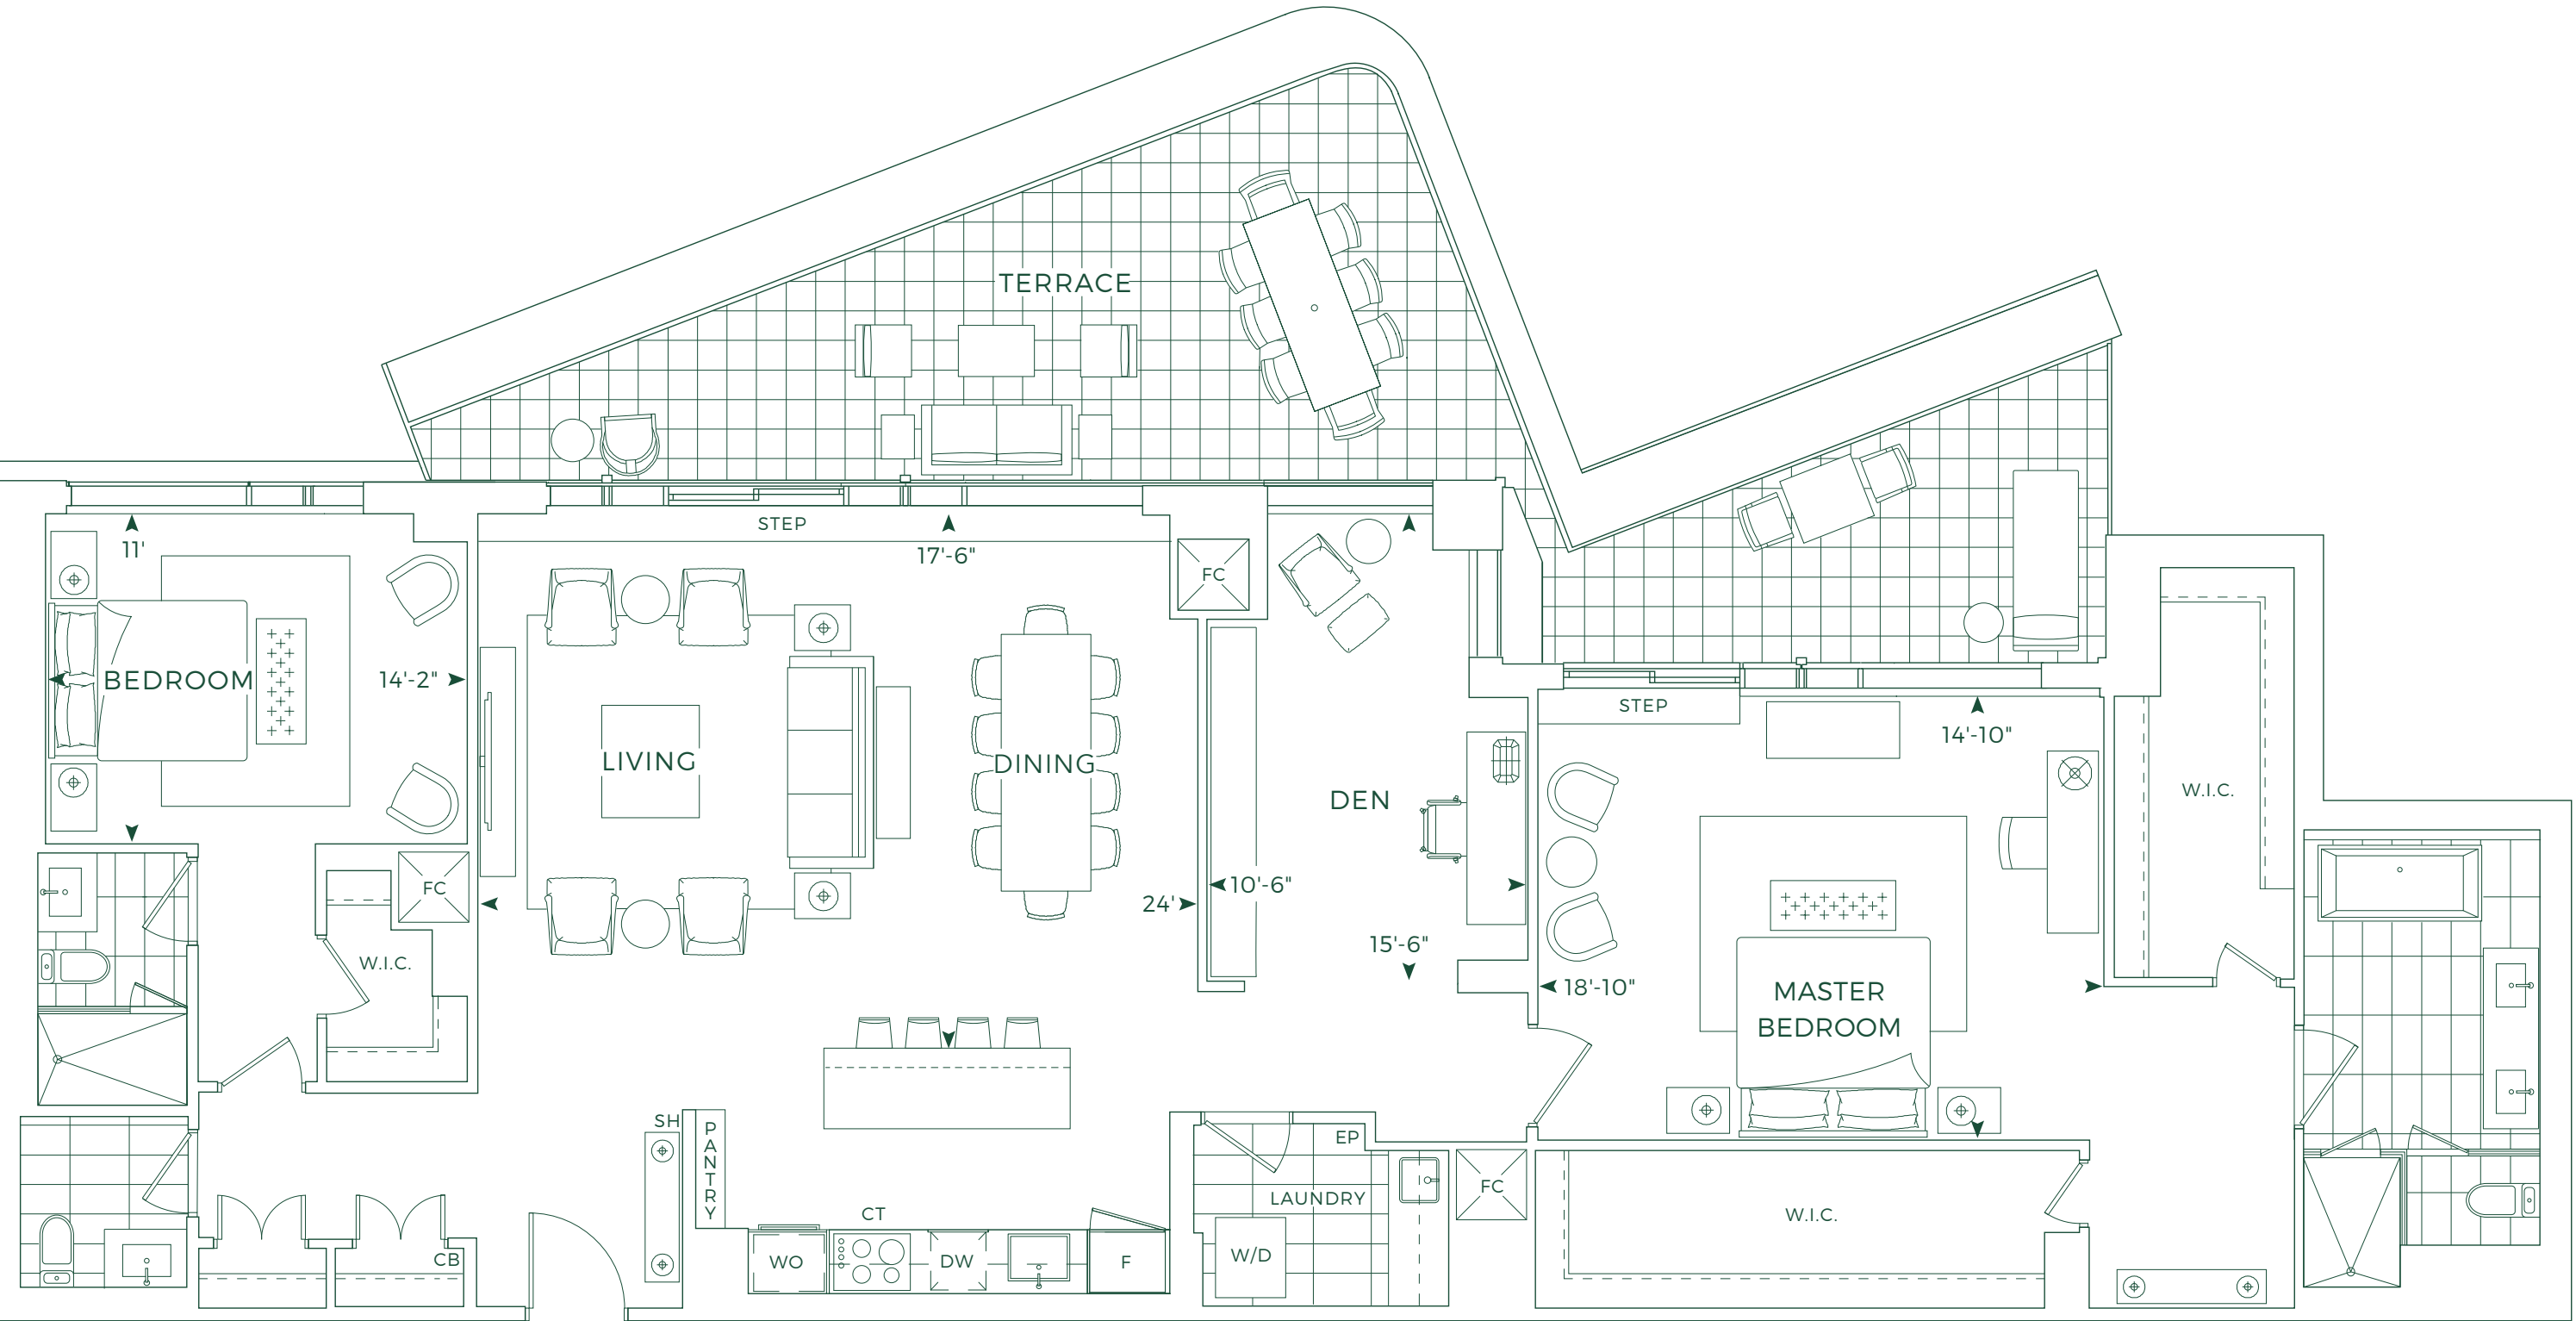 TERRACE
STEP
11'
17'-6"
FC
BEDROOM
14'-2"
STEP
14'-10"
LIVING
DINING
DEN
W.I.C.
FC
10'-6"
24'
15'-6"
W.I.C.
18'-10"
MASTER
BEDROOM
SH
PANTRY
EP
LAUNDRY
FC
CT
W.I.C.
CB
WO
DW
F
W/D